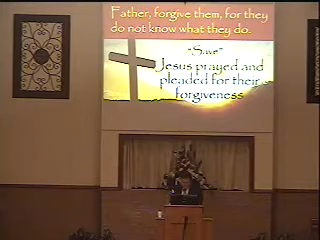 Father, forgive them, for they
do not know what they do.
"Save"
Jesus prayed and
pleaded for their
forgiveness